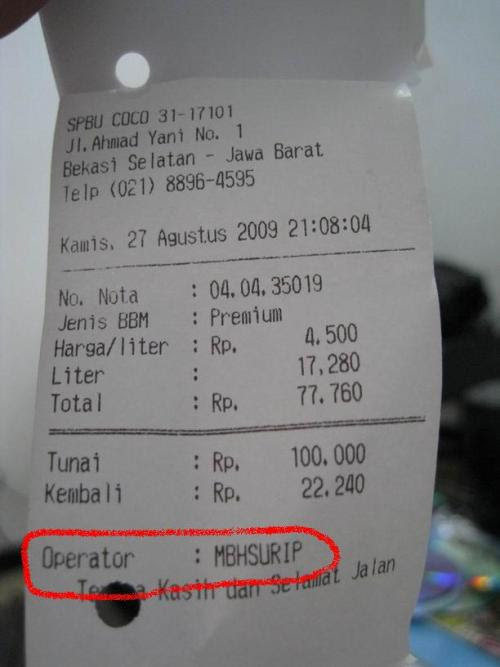 SPBU COCO 31-17101
Jl.Ahmad Yani No. 1
Bekasi Selatan - Jawa Barat
Telp (021) 8896-4595
Kamis, 27 Agustus 2009 21:08:04
No. Nota : 04.04.35019
Jenis BBM : Premium
Harga/liter : Rp. 4.500
Liter : 17,280
Total : Rp. 77.760
Tunai : Rp. 100.000
Kembali : Rp. 22.240
Operator : MBHSURIP
Kasih dan Selamat Jalan